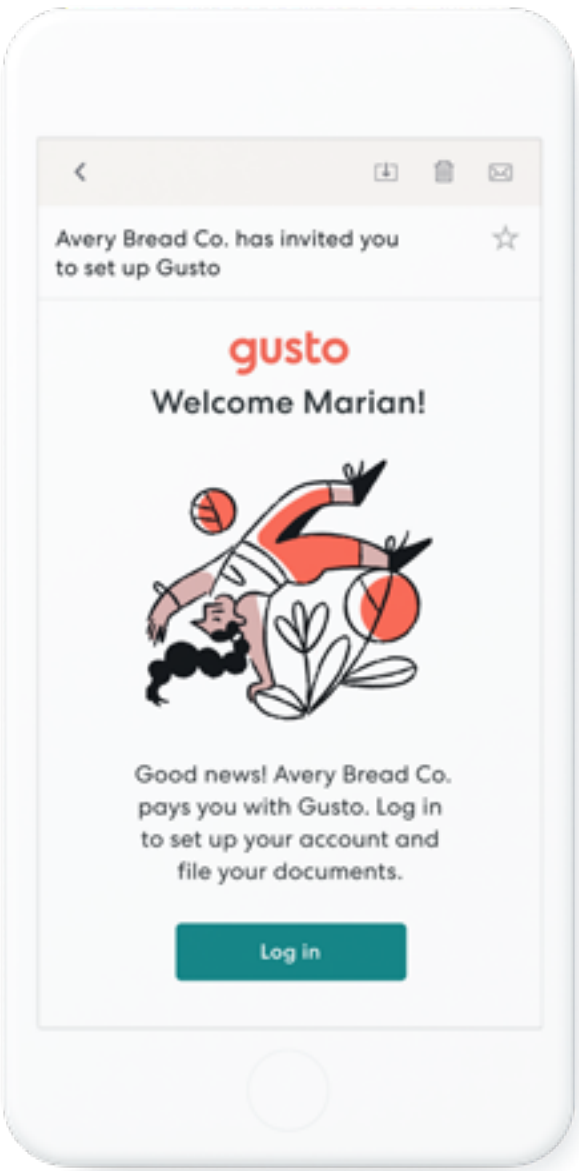 Avery Bread Co. has invited you
to set up Gusto
gusto
Welcome Marian!
Good news! Avery Bread Co.
pays you with Gusto. Log in
to set up your account and
file your documents.
Log in